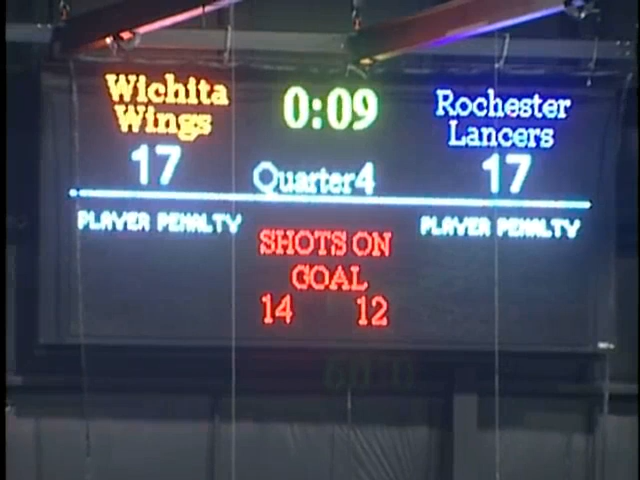 Wichita
Wings
17
0:09
Quarter4
Rochester
Lancers
17
PLAYER PENALTY
PLAYER PENALTY
SHOTS ON
GOAL
14 12